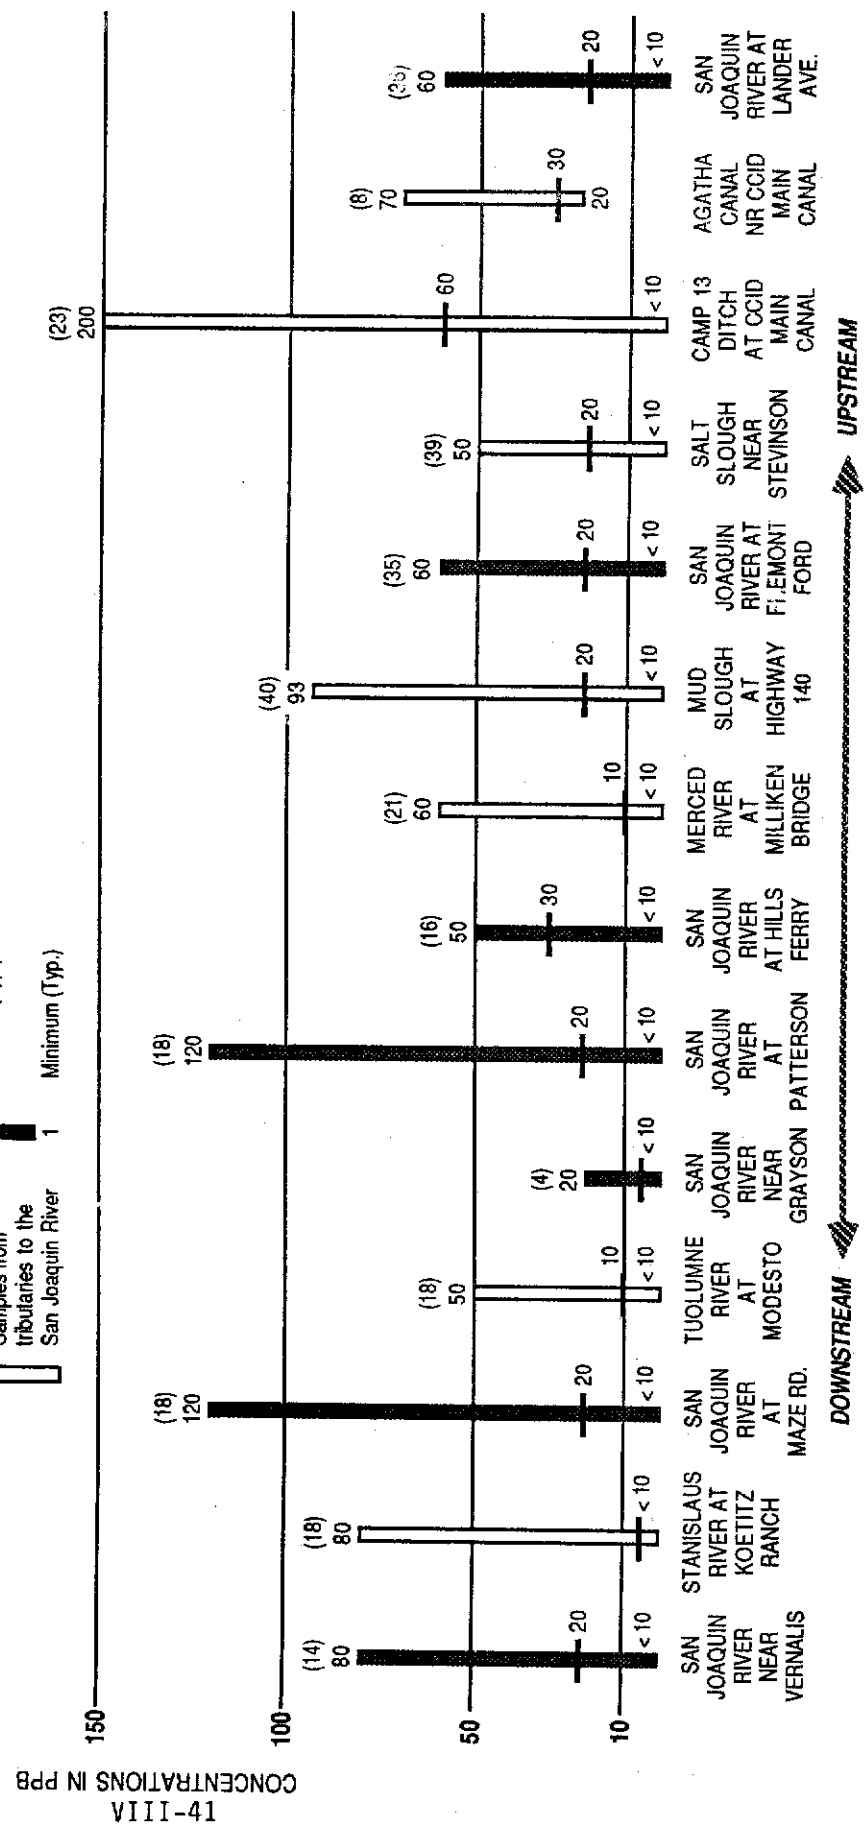 Samples from
tributaries to the
San Joaquin River
1
Minimum (Typ.)
CONCENTRATIONS IN PPB
VIII-41
150
100
50
10
(14)
80
20
< 10
SAN
JOAQUIN
RIVER
NEAR
VERNALIS
(18)
80
< 10
STANISLAUS
RIVER AT
KOETITZ
RANCH
(18)
120
20
< 10
SAN
JOAQUIN
RIVER
AT
MAZE RD.
(18)
50
10
< 10
TUOLUMNE
RIVER
AT
MODESTO
(4)
20
< 10
SAN
JOAQUIN
RIVER
NEAR
GRAYSON
(18)
120
20
< 10
SAN
JOAQUIN
RIVER
AT
PATTERSON
(16)
50
30
< 10
SAN
JOAQUIN
RIVER
AT HILLS
FERRY
(21)
60
10
< 10
MERCED
RIVER
AT
MILLIKEN
BRIDGE
(40)
93
20
< 10
MUD
SLOUGH
AT
HIGHWAY
140
(35)
60
20
< 10
SAN
JOAQUIN
RIVER AT
FREMONT
FORD
(39)
50
20
< 10
SALT
SLOUGH
NEAR
STEVINSON
(23)
200
60
< 10
CAMP 13
DITCH
AT CCID
MAIN
CANAL
(8)
70
30
20
AGATHA
CANAL
NR CCID
MAIN
CANAL
60
20
< 10
SAN
JOAQUIN
RIVER AT
LANDER
AVE.
DOWNSTREAM
UPSTREAM